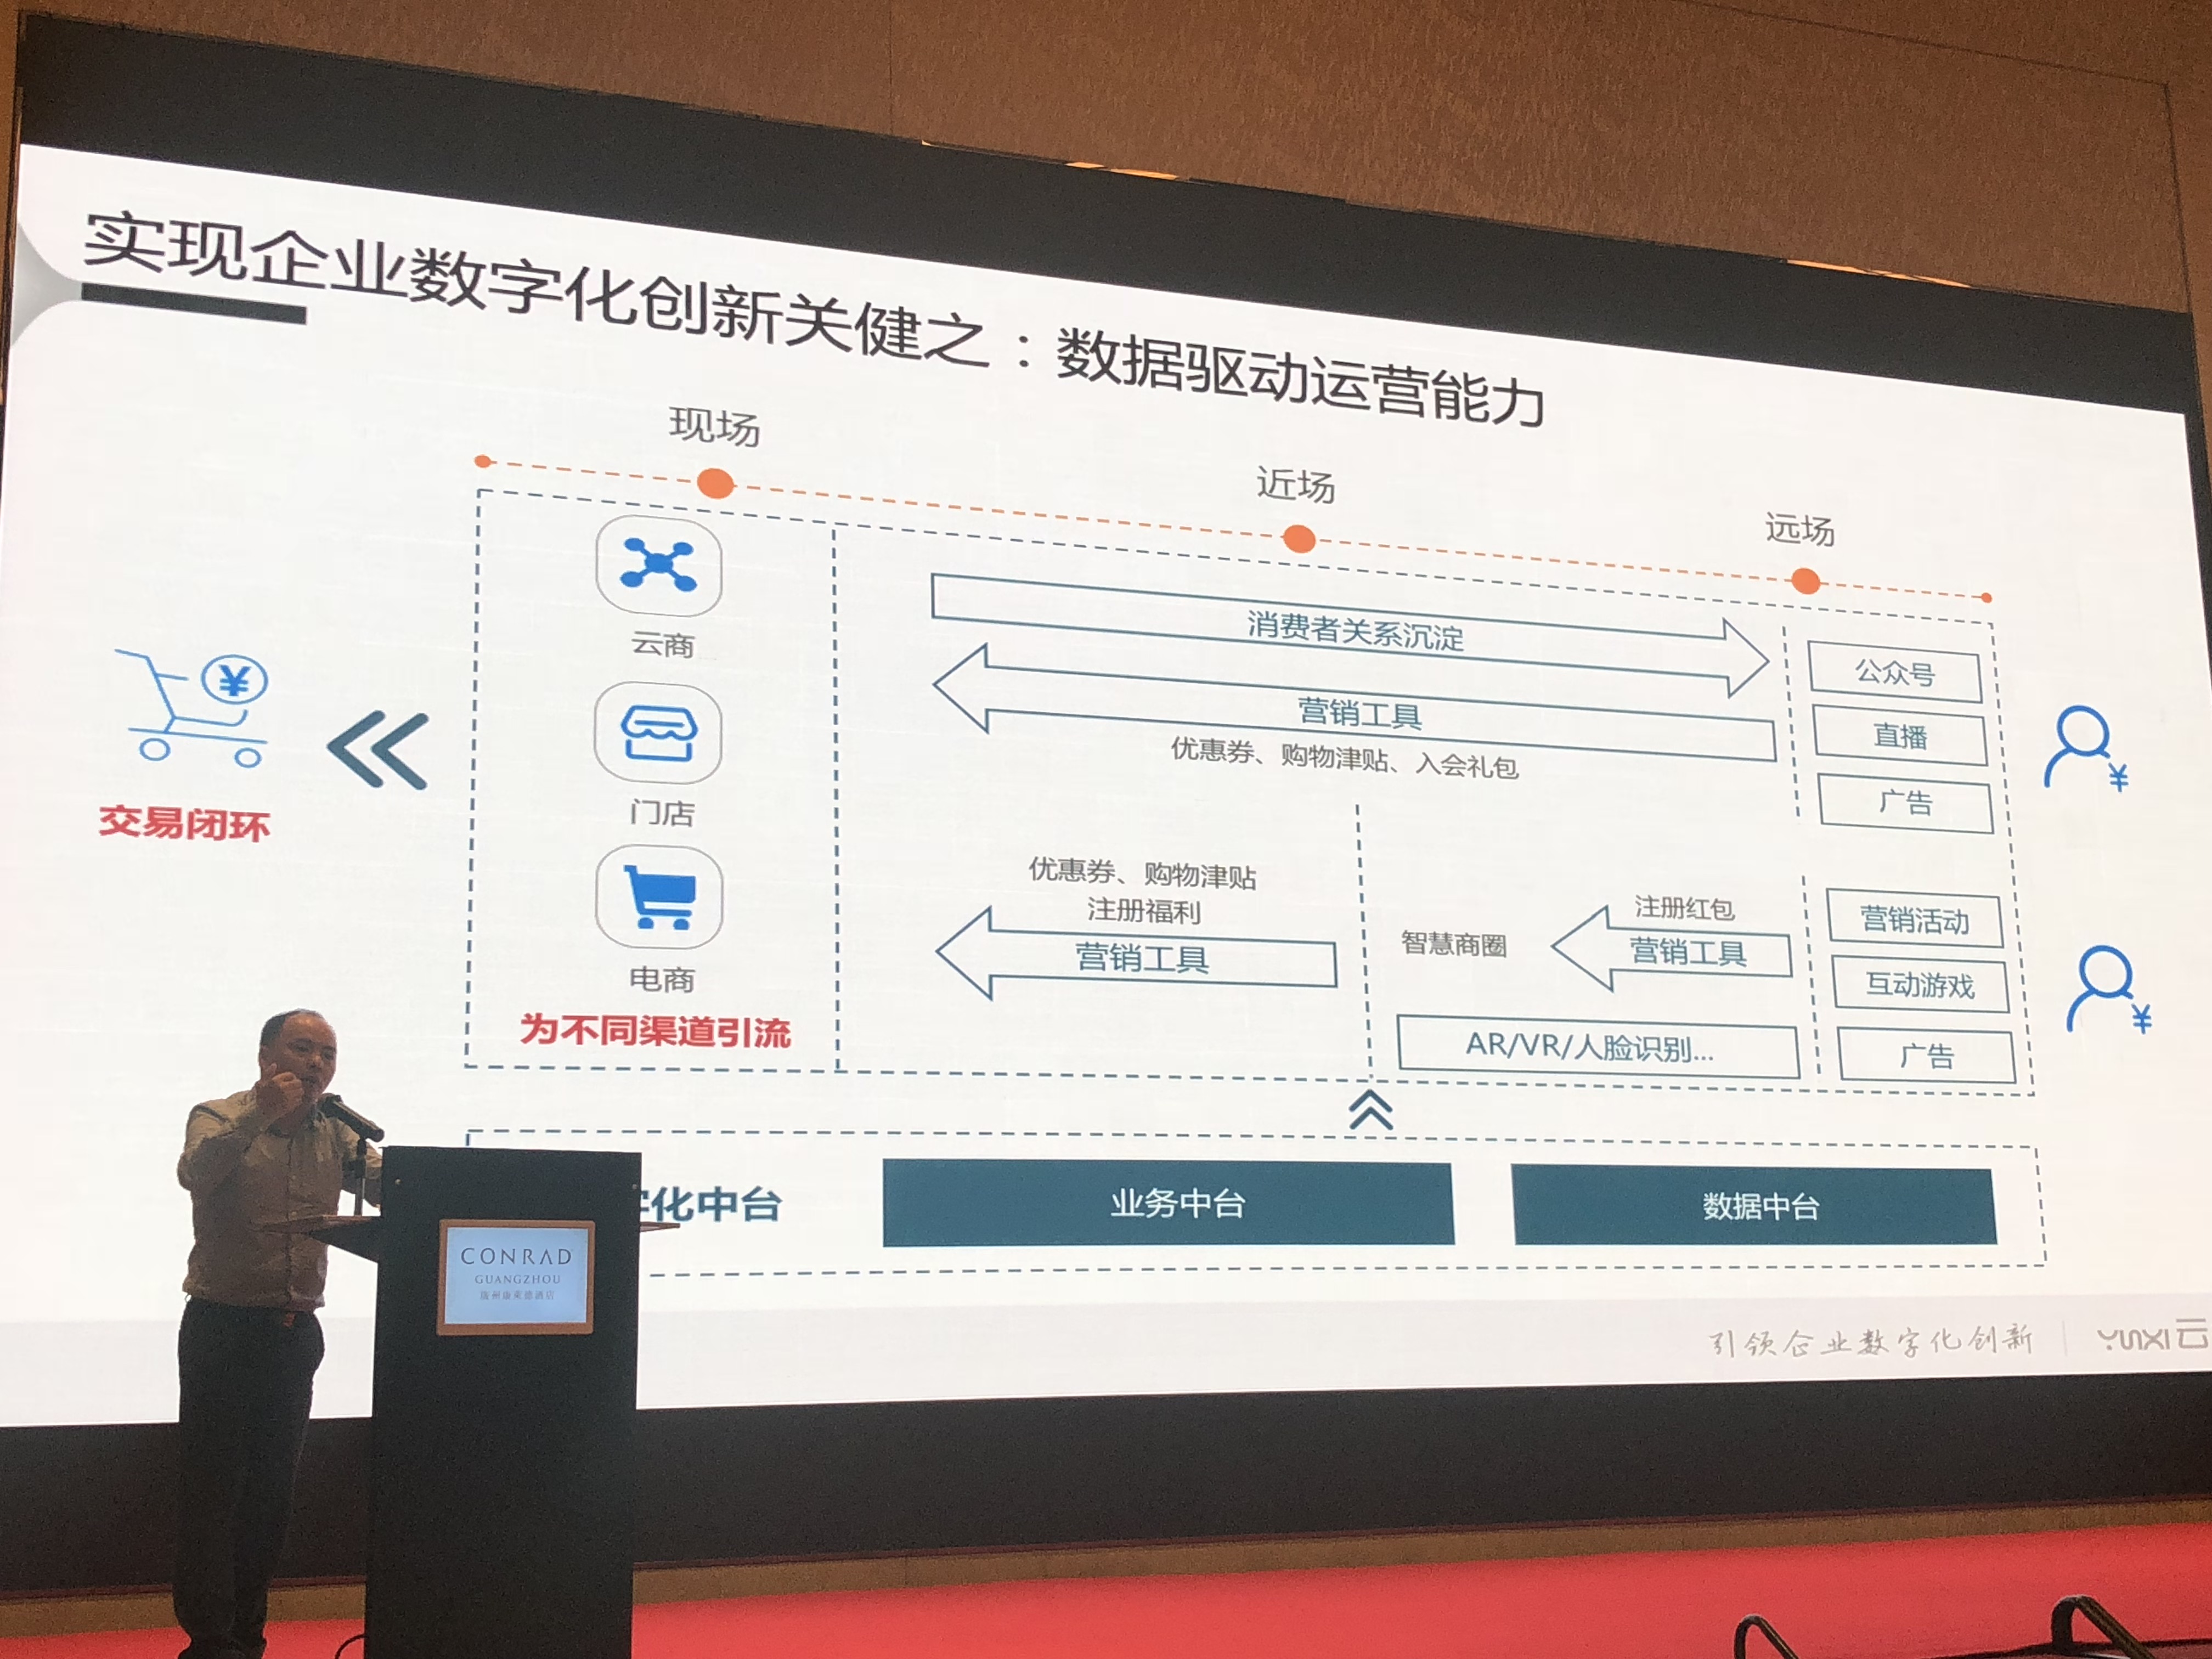 实现企业数字化创新关健之：数据驱动运营能力
现场
近场
远场
云商
门店
电商
为不同渠道引流
¥
交易闭环
消费者关系沉淀
营销工具
优惠券、购物津贴、入会礼包
优惠券、购物津贴
注册福利
营销工具
智慧商圈
注册红包
营销工具
AR/VR/人脸识别...
公众号
直播
广告
¥
营销活动
互动游戏
广告
¥
化中台
业务中台
数据中台
引领企业数字化创新
YUNXI云
CONRAD
GUANGZHOU
广州康莱德酒店